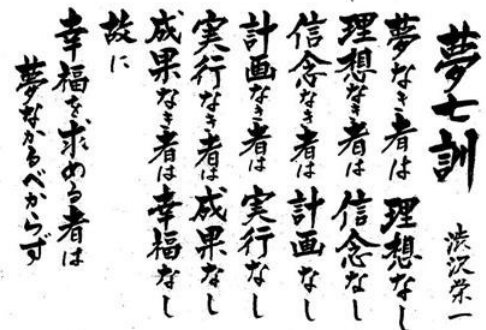 夢七訓
渋沢栄一
夢なき者は 理想なし
理想なき者は 信念なし
信念なき者は 計画なし
計画なき者は 実行なし
実行なき者は 成果なし
成果なき者は 幸福なし
故に
幸福を求める者は
夢なかるべからず